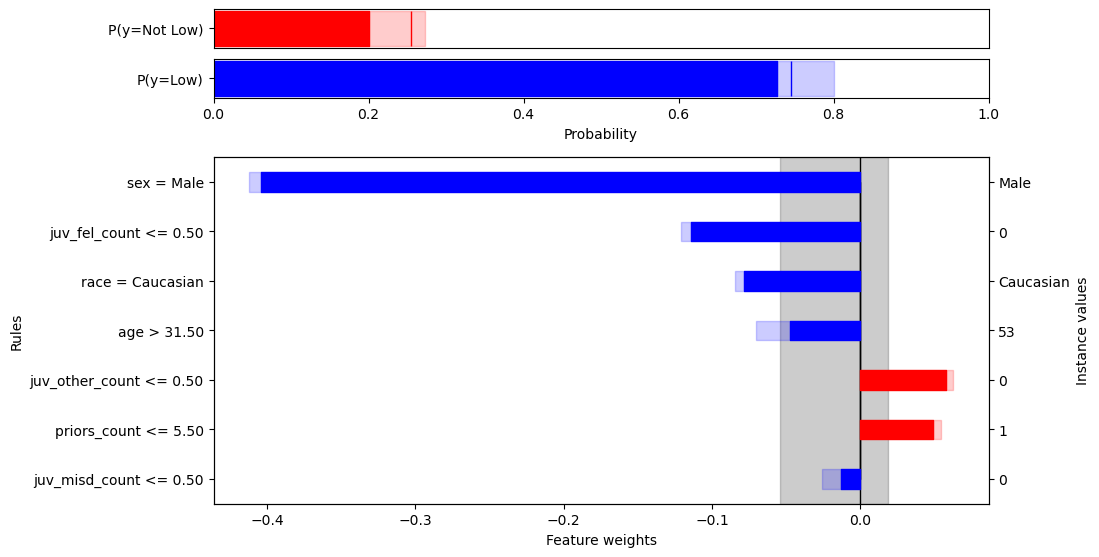 P(y=Not Low)
P(y=Low)
0.0 0.2 0.4 0.6 0.8 1.0
Probability
sex = Male Male
juv_fel_count <= 0.50 0
race = Caucasian Caucasian
age > 31.50 53
juv_other_count <= 0.50 0
priors_count <= 5.50 1
juv_misd_count <= 0.50 0
Rules
Instance values
−0.4 −0.3 −0.2 −0.1 0.0
Feature weights